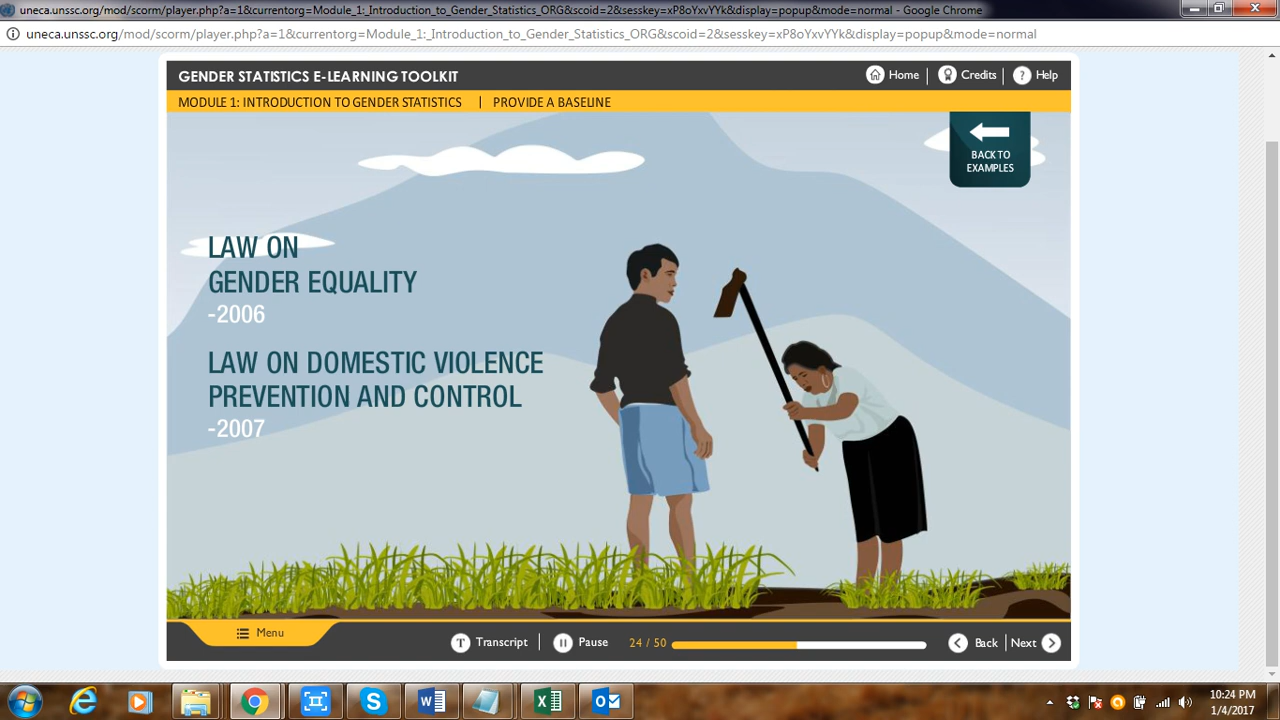 uneca.unssc.org/mod/scorm/player.php?a=1&currentorg=Module_1:_Introduction_to_Gender_Statistics_ORG&scoid=2&sesskey=xP8oYxvYYk&display=popup&mode=normal - Google Chrome
uneca.unssc.org/mod/scorm/player.php?a=1&currentorg=Module_1:_Introduction_to_Gender_Statistics_ORG&scoid=2&sesskey=xP8oYxvYYk&display=popup&mode=normal
GENDER STATISTICS E-LEARNING TOOLKIT
Home | Credits | ? Help
MODULE 1: INTRODUCTION TO GENDER STATISTICS | PROVIDE A BASELINE
BACK TO
EXAMPLES
LAW ON
GENDER EQUALITY
-2006
LAW ON DOMESTIC VIOLENCE
PREVENTION AND CONTROL
-2007
Menu
T Transcript | Pause 24 / 50
Back | Next
10:24 PM
1/4/2017